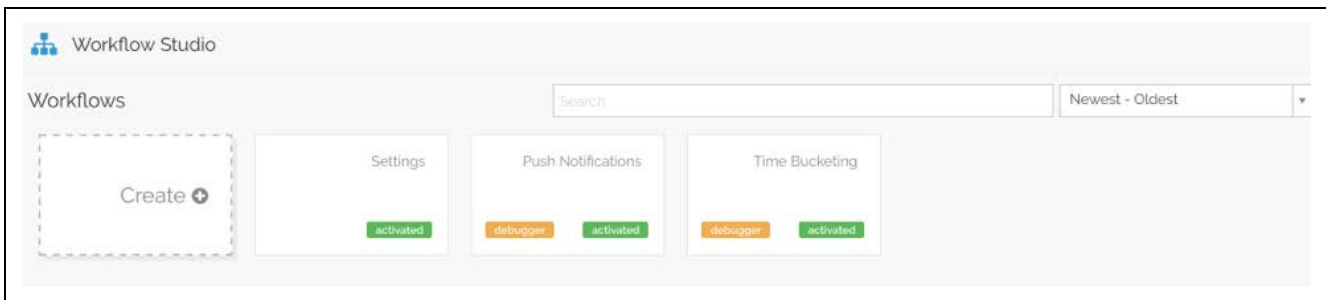 Workflow Studio
Workflows
Search
Newest - Oldest
Create
Settings
activated
Push Notifications
debugger activated
Time Bucketing
debugger activated